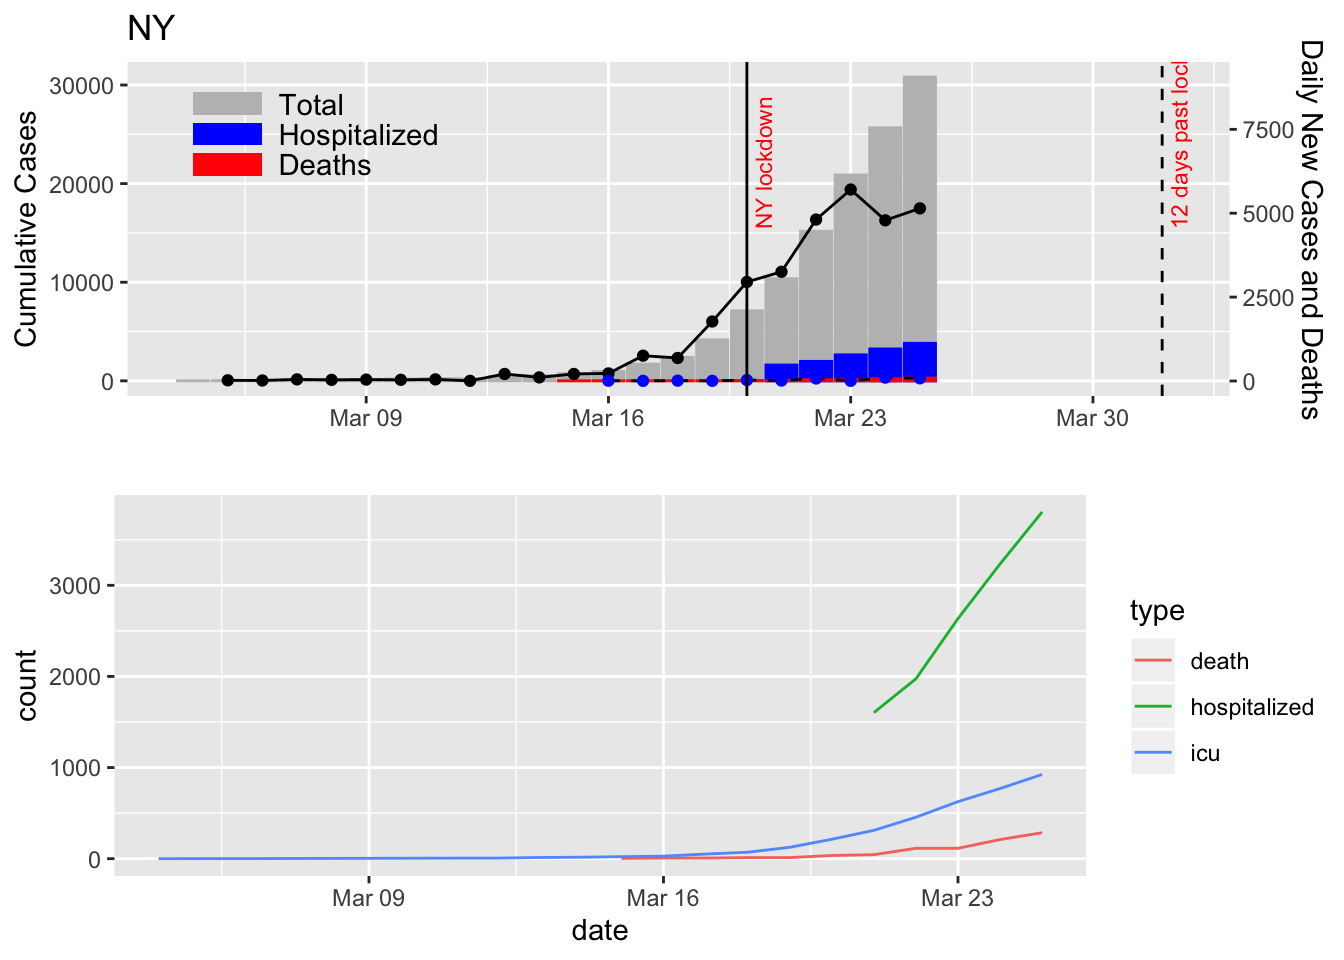 NY
30000
20000
10000
0
Cumulative Cases
Total
Hospitalized
Deaths
NY lockdown
12 days past
7500
5000
2500
0
Daily New Cases and Deaths
Mar 09
Mar 16
Mar 23
Mar 30
3000
2000
1000
0
count
Mar 09
Mar 16
Mar 23
date
type
death
hospitalized
icu